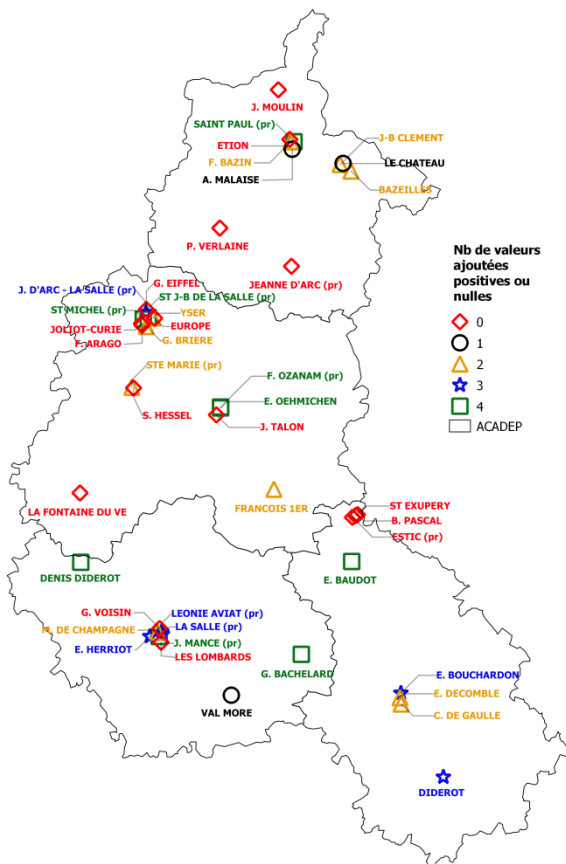 J. MOULIN
SAINT PAUL (pr)
ETION
F. BAZIN
A. MALAISE
J-B CLEMENT
LE CHATEAU
BAZEILLES
P. VERLAINE
JEANNE D'ARC (pr)
Nb de valeurs
ajoutées
positives ou
nulles
0
1
2
3
4
ACADEP
G. EIFFEL
J. D'ARC - LA SALLE (pr)
ST J-B DE LA SALLE (pr)
ST MICHEL (pr)
YSER
JOLIOT-CURIE
EUROPE
F. ARAGO
G. BRIERE
STE MARIE (pr)
S. HESSEL
F. OZANAM (pr)
E. OEHMICHEN
J. TALON
LA FONTAINE DU VE
FRANCOIS 1ER
ST EXUPERY
B. PASCAL
ESTIC (pr)
DENIS DIDEROT
E. BAUDOT
G. VOISIN
LEONIE AVIAT (pr)
DE CHAMPAGNE
LA SALLE (pr)
E. HERRIOT
J. MANCE (pr)
LES LOMBARDS
G. BACHELARD
VAL MORE
E. BOUCHARDON
E. DECOMBLE
C. DE GAULLE
DIDEROT